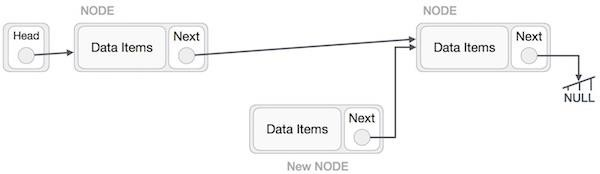 NODE
NODE
Head
Data Items
Next
Data Items
Next
NULL
Data Items
Next
New NODE